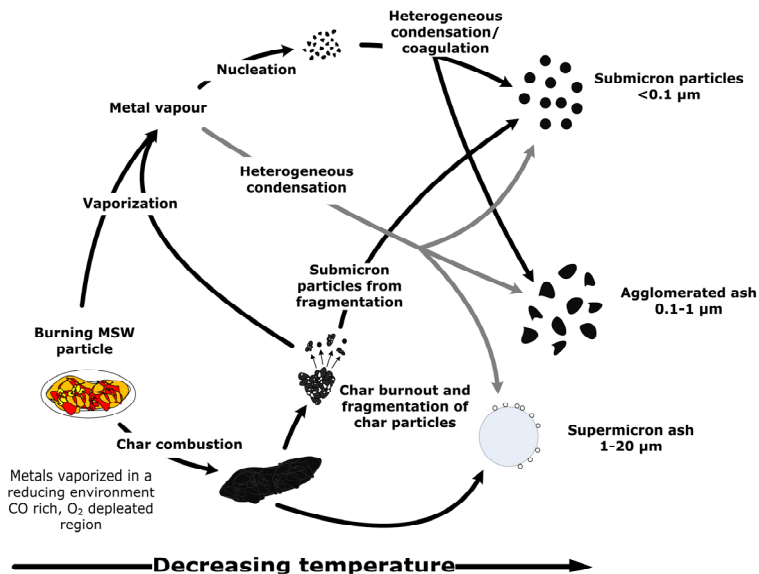 Heterogeneous
condensation/
coagulation
Nucleation
Submicron particles
<0.1 µm
Metal vapour
Heterogeneous
condensation
Vaporization
Submicron
particles from
fragmentation
Agglomerated ash
0.1-1 µm
Burning MSW
particle
Char burnout and
fragmentation of
char particles
Supermicron ash
1-20 µm
Char combustion
Metals vaporized in a
reducing environment
CO rich, O₂ depleated
region
Decreasing temperature